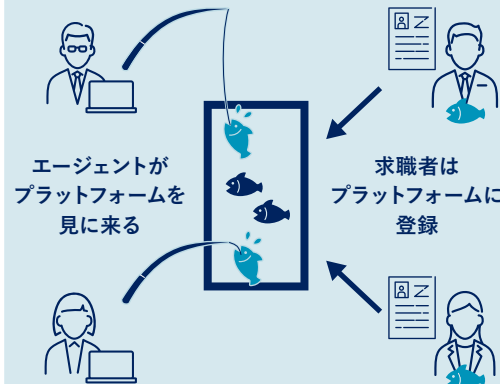 エージェントが
プラットフォームを
見に来る
求職者は
プラットフォームに
登録